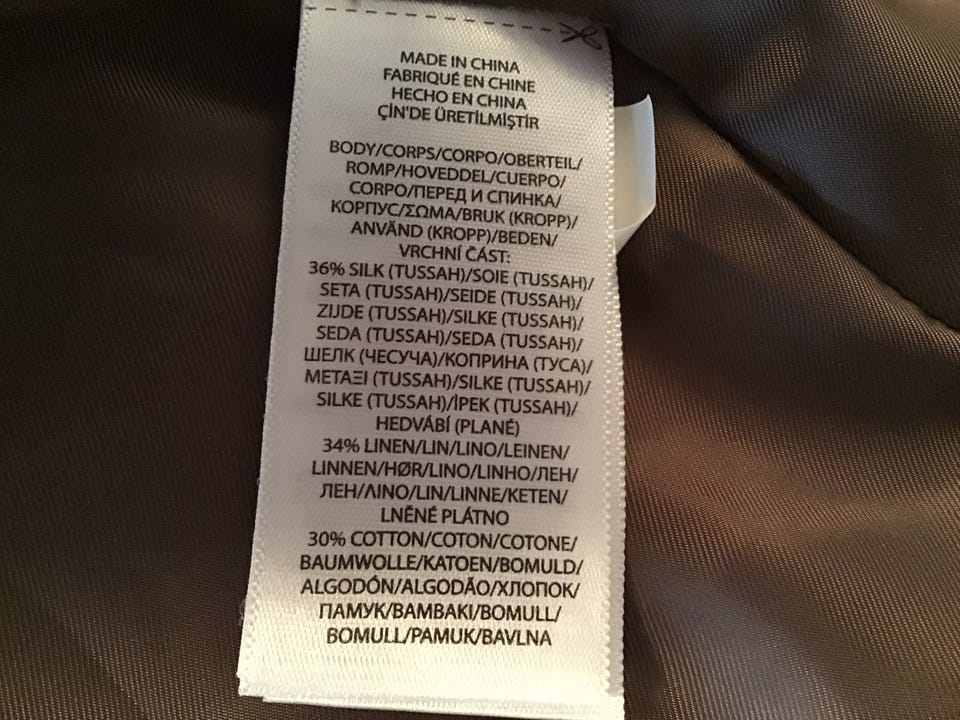 MADE IN CHINA
FABRIQUÉ EN CHINE
HECHO EN CHINA
ÇİN'DE ÜRETİLMİŞTİR
BODY/CORPS/CORPO/OBERTEIL/
ROMP/HOVEDDEL/CUERPO/
CORPO/ПЕРЕД И СПИНКА/
КОРПУС/ΣΩΜΑ/BRUK (KROPP)/
ANVÄND (KROPP)/BEDEN/
VRCHNÍ ČÁST:
36% SILK (TUSSAH)/SOIE (TUSSAH)/
SETA (TUSSAH)/SEIDE (TUSSAH)/
ZIJDE (TUSSAH)/SILKE (TUSSAH)/
SEDA (TUSSAH)/SEDA (TUSSAH)/
ШЕЛК (ЧЕСУЧА)/КОПРИНА (ТУСА)/
ΜΕΤΑΞΙ (TUSSAH)/SILKE (TUSSAH)/
SILKE (TUSSAH)/İPEK (TUSSAH)/
HEDVÁBÍ (PLANÉ)
34% LINEN/LIN/LINO/LEINEN/
LINNEN/HØR/LINO/LINHO/ЛЕН/
ЛЕН/ΛΙΝΟ/LIN/LINNE/KETEN/
LNĚNÉ PLÁTNO
30% COTTON/COTON/COTONE/
BAUMWOLLE/KATOEN/BOMULD/
ALGODÓN/ALGODÃO/ХЛОПОК/
ПАМУК/ΒΑΜΒΑΚΙ/BOMULL/
BOMULL/PAMUK/BAVLNA